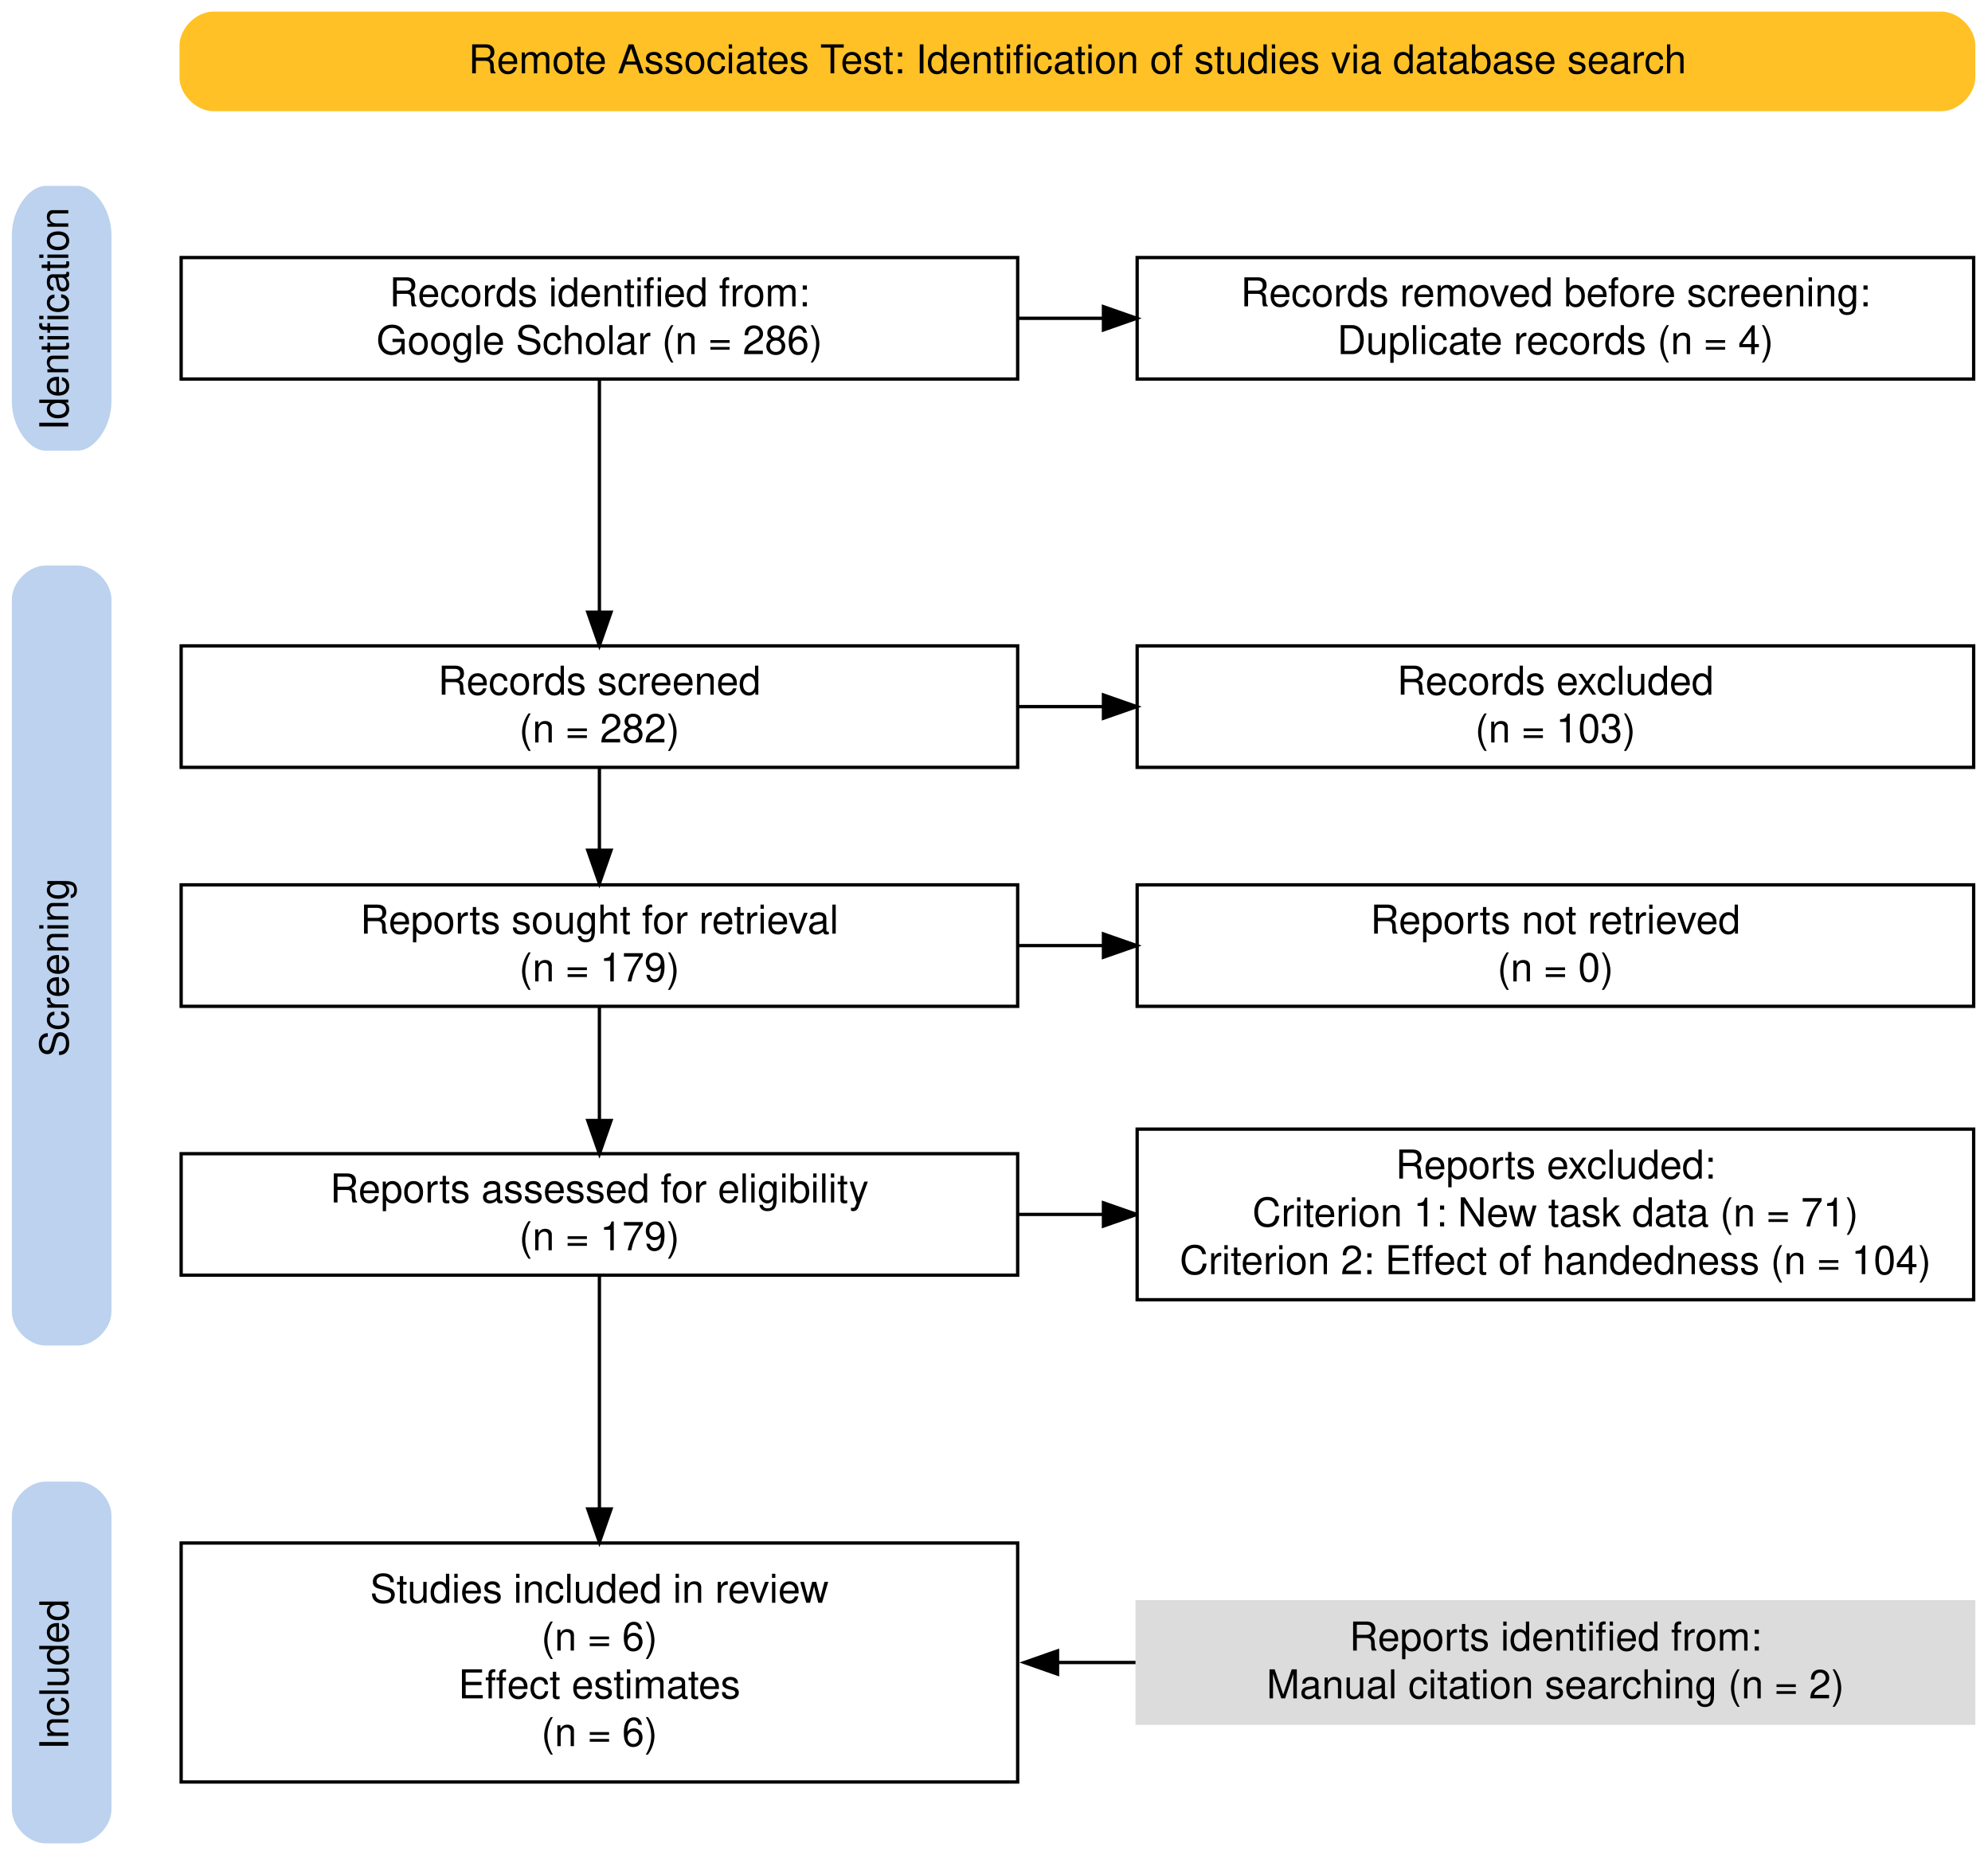 Remote Associates Test: Identification of studies via database search
Identification
Records identified from:
Google Scholar (n = 286)
Records removed before screening:
Duplicate records (n = 4)
Screening
Records screened
(n = 282)
Records excluded
(n = 103)
Reports sought for retrieval
(n = 179)
Reports not retrieved
(n = 0)
Reports assessed for eligibility
(n = 179)
Reports excluded:
Criterion 1: New task data (n = 71)
Criterion 2: Effect of handedness (n = 104)
Included
Studies included in review
(n = 6)
Effect estimates
(n = 6)
Reports identified from:
Manual citation searching (n = 2)